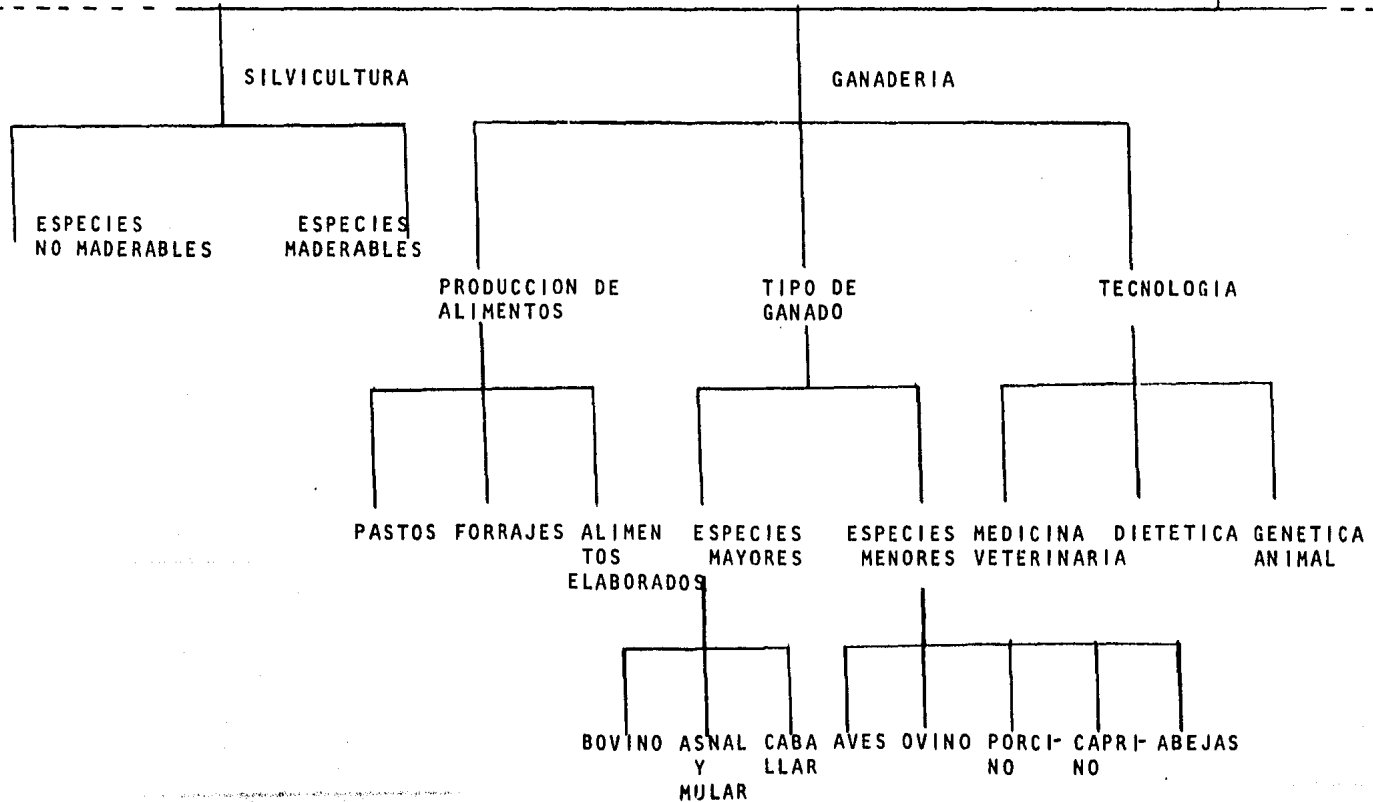 SILVICULTURA
GANADERIA
ESPECIES
NO MADERABLES
ESPECIES
MADERABLES
PRODUCCION DE
ALIMENTOS
TIPO DE
GANADO
TECNOLOGIA
PASTOS
FORRAJES
ALIMEN
TOS
ELABORADOS
ESPECIES
MAYORES
ESPECIES
MENORES
MEDICINA
VETERINARIA
DIETETICA
GENETICA
ANIMAL
BOVINO
ASNAL
Y
MULAR
CABA
LLAR
AVES
OVINO
PORCI-
NO
CAPRI-
NO
ABEJAS